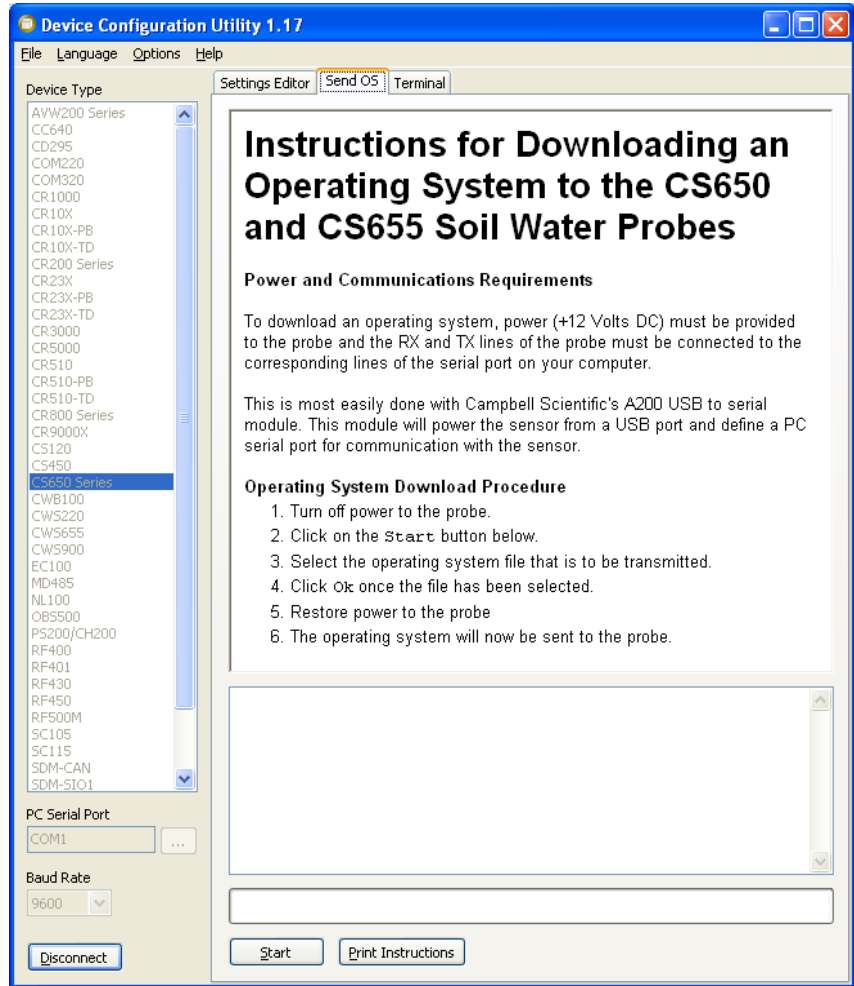 Device Configuration Utility 1.17
File Language Options Help
Device Type
AVW200 Series
CC640
CD295
COM220
COM320
CR1000
CR10X
CR10X-PB
CR10X-TD
CR200 Series
CR23X
CR23X-PB
CR23X-TD
CR3000
CR5000
CR510
CR510-PB
CR510-TD
CR800 Series
CR9000X
CS120
CS450
CS650 Series
CWB100
CWS220
CWS655
CWS900
EC100
MD485
NL100
OBS500
PS200/CH200
RF400
RF401
RF430
RF450
RF500M
SC105
SC115
SDM-CAN
SDM-SIO1
PC Serial Port
COM1
...
Baud Rate
9600
Disconnect
Settings Editor Send OS Terminal
Instructions for Downloading an
Operating System to the CS650
and CS655 Soil Water Probes
Power and Communications Requirements
To download an operating system, power (+12 Volts DC) must be provided
to the probe and the RX and TX lines of the probe must be connected to the
corresponding lines of the serial port on your computer.
This is most easily done with Campbell Scientific's A200 USB to serial
module. This module will power the sensor from a USB port and define a PC
serial port for communication with the sensor.
Operating System Download Procedure
1. Turn off power to the probe.
2. Click on the Start button below.
3. Select the operating system file that is to be transmitted.
4. Click Ok once the file has been selected.
5. Restore power to the probe
6. The operating system will now be sent to the probe.
Start Print Instructions